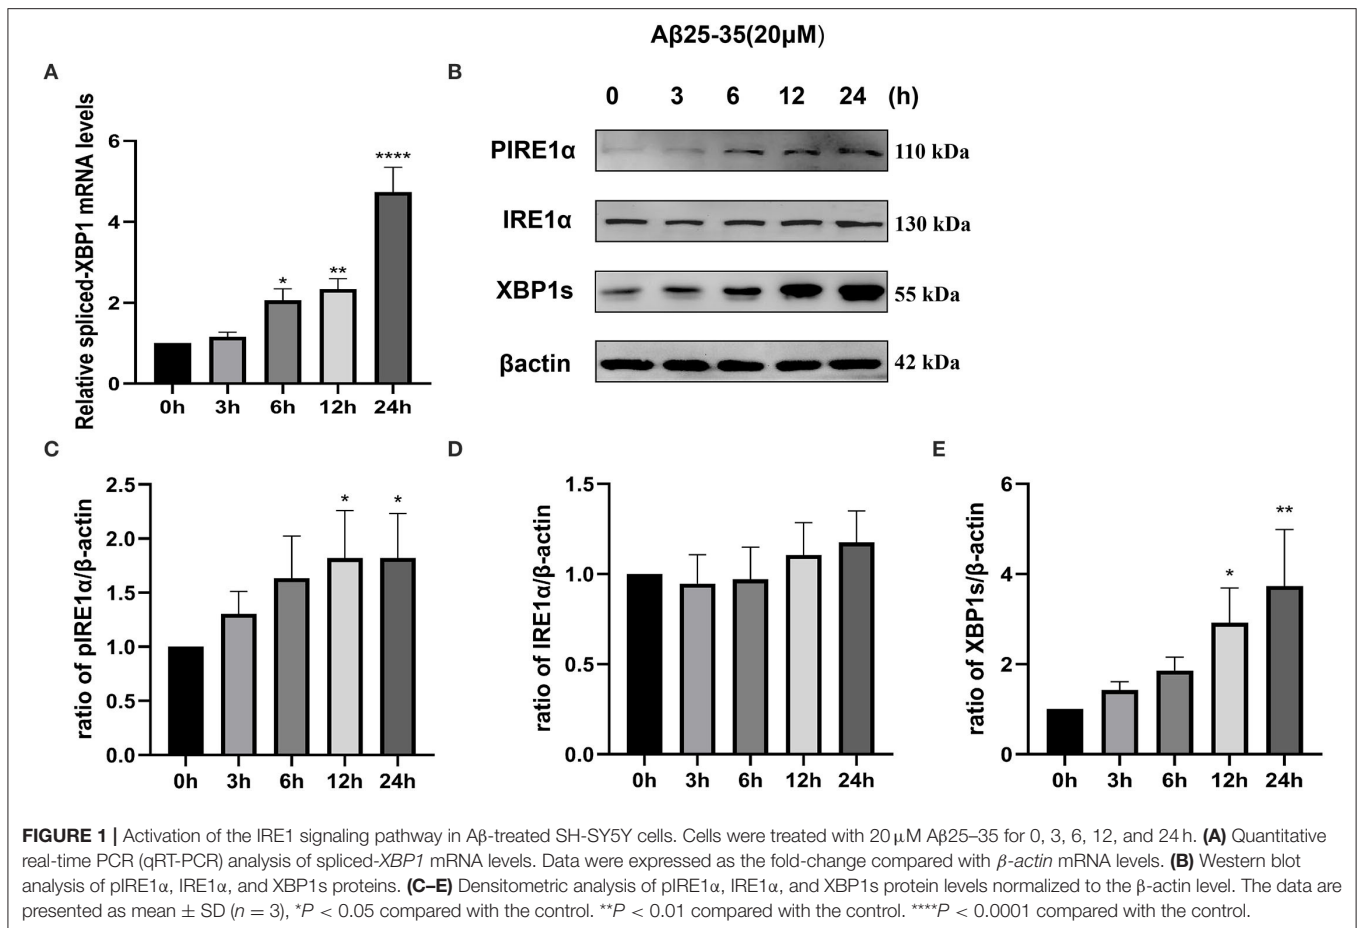 Aβ25-35(20μM)
A
Relative spliced-XBP1 mRNA levels
6
4
2
0
* ** ****
0h 3h 6h 12h 24h
B
0 3 6 12 24 (h)
PIRE1α 110 kDa
IRE1α 130 kDa
XBP1s 55 kDa
βactin 42 kDa
C
ratio of pIRE1α/β-actin
2.5
2.0
1.5
1.0
0.5
0.0
* *
0h 3h 6h 12h 24h
D
ratio of IRE1α/β-actin
1.5
1.0
0.5
0.0
0h 3h 6h 12h 24h
E
ratio of XBP1s/β-actin
6
4
2
0
* **
0h 3h 6h 12h 24h
FIGURE 1 | Activation of the IRE1 signaling pathway in Aβ-treated SH-SY5Y cells. Cells were treated with 20 μM Aβ25–35 for 0, 3, 6, 12, and 24 h. (A) Quantitative
real-time PCR (qRT-PCR) analysis of spliced-XBP1 mRNA levels. Data were expressed as the fold-change compared with β-actin mRNA levels. (B) Western blot
analysis of pIRE1α, IRE1α, and XBP1s proteins. (C–E) Densitometric analysis of pIRE1α, IRE1α, and XBP1s protein levels normalized to the β-actin level. The data are
presented as mean ± SD (n = 3), *P < 0.05 compared with the control. **P < 0.01 compared with the control. ****P < 0.0001 compared with the control.